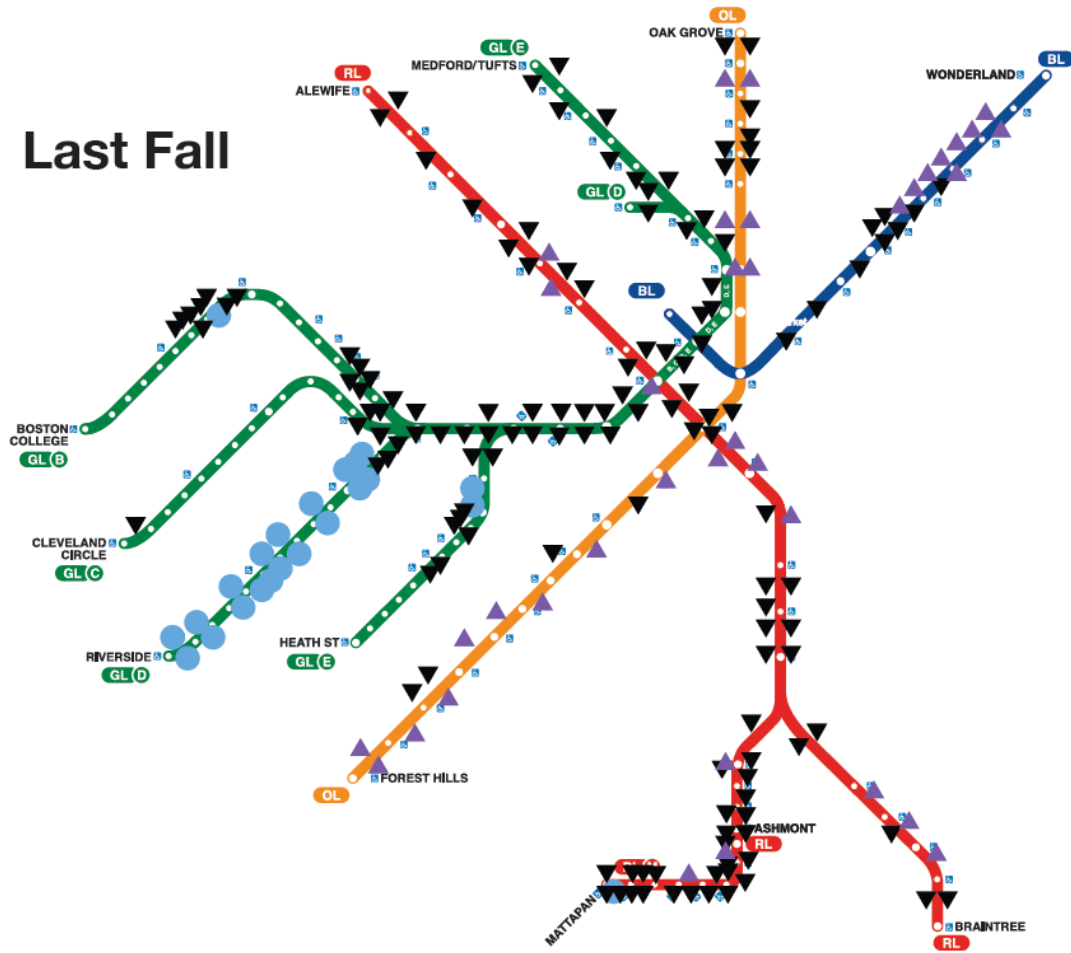 OL
OAK GROVE
GL E
MEDFORD/TUFTS
BL
WONDERLAND
RL
ALEWIFE
Last Fall
GL D
BL
D, E
D, E
BOSTON
COLLEGE
GL B
CLEVELAND
CIRCLE
GL C
RIVERSIDE
GL D
HEATH ST
GL E
FOREST HILLS
OL
ASHMONT
RL
MATTAPAN
BRAINTREE
RL